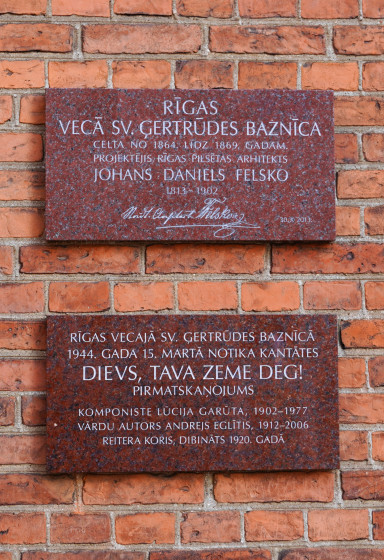 RĪGAS
VECĀ SV. ĢERTRŪDES BAZNĪCA
CELTA NO 1864. LĪDZ 1869. GADAM.
PROJEKTĒJIS RĪGAS PILSĒTAS ARHITEKTS
JOHANS DANIELS FELSKO
1813–1902
30.X 2013.
RĪGAS VECAJĀ SV. ĢERTRŪDES BAZNĪCĀ
1944. GADA 15. MARTĀ NOTIKA KANTĀTES
DIEVS, TAVA ZEME DEG!
PIRMATSKAŅOJUMS
KOMPONISTE LŪCIJA GARŪTA, 1902–1977
VĀRDU AUTORS ANDREJS EGLĪTIS, 1912–2006
REITERA KORIS, DIBINĀTS 1920. GADĀ